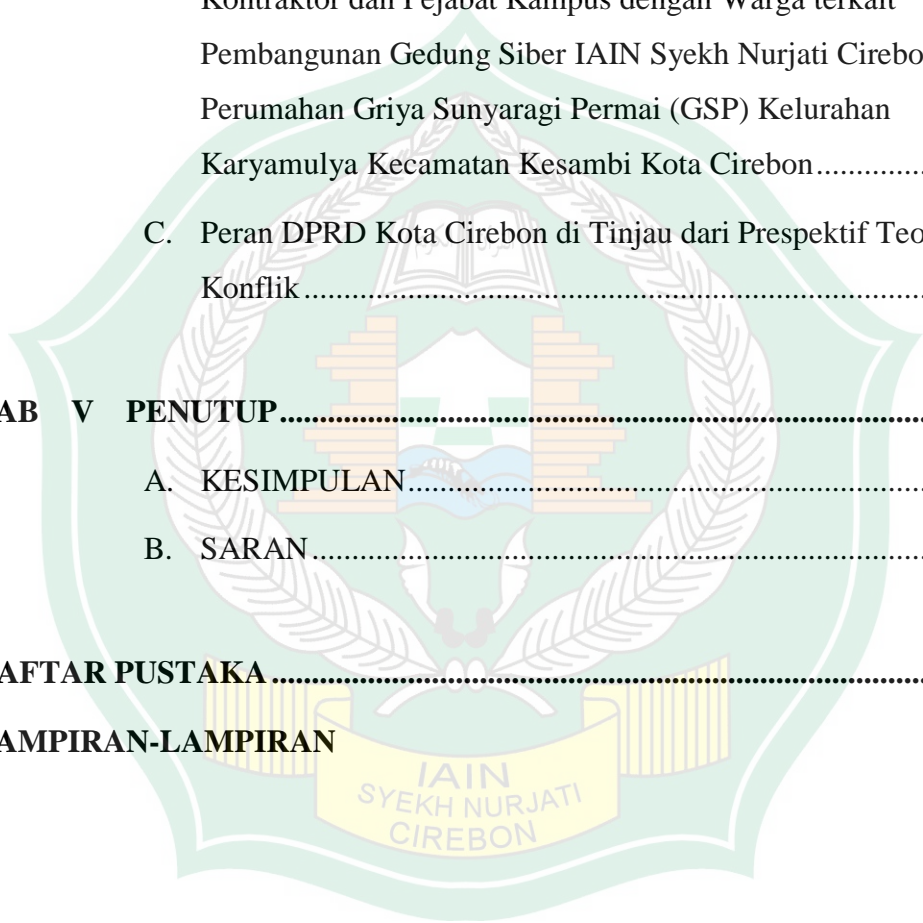 Kontraktor dan Pejabat Kampus dengan Warga terkait
Pembangunan Gedung Siber IAIN Syekh Nurjati Cirebo
Perumahan Griya Sunyaragi Permai (GSP) Kelurahan
Karyamulya Kecamatan Kesambi Kota Cirebon..............
C. Peran DPRD Kota Cirebon di Tinjau dari Prespektif Teo
Konflik..............................................................................
AB V PENUTUP..................................................................................
A. KESIMPULAN.................................................................
B. SARAN.............................................................................
AFTAR PUSTAKA..................................................................................
AMPIRAN-LAMPIRAN
IAIN
SYEKH NURJATI
CIREBON